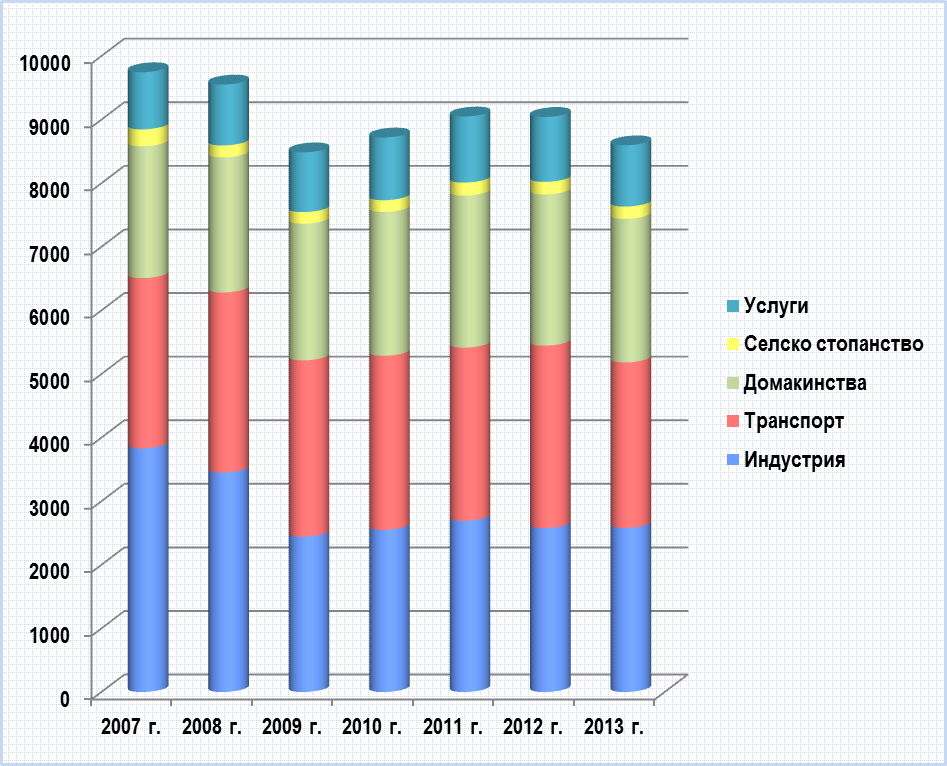 10000
9000
8000
7000
6000
5000
4000
3000
2000
1000
0
2007 г. 2008 г. 2009 г. 2010 г. 2011 г. 2012 г. 2013 г.
Услуги
Селско стопанство
Домакинства
Транспорт
Индустрия